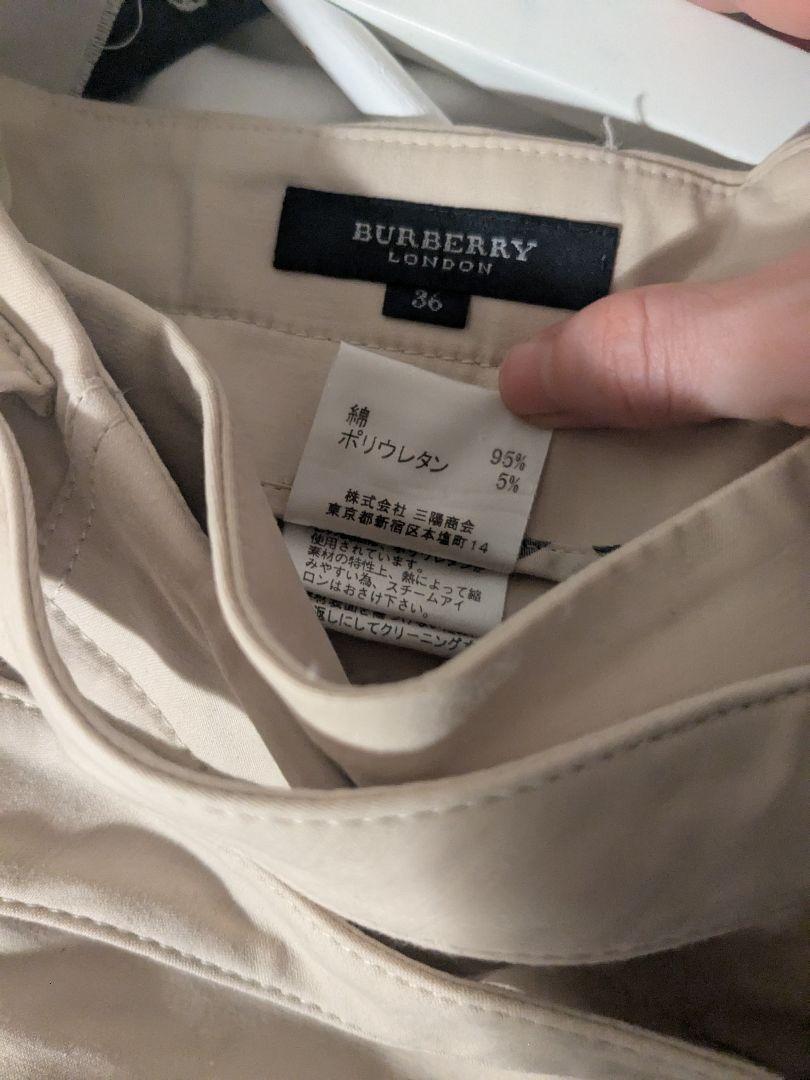 BURBERRY
LONDON
36
綿 95%
ポリウレタン 5%
株式会社 三陽商会
東京都新宿区本塩町14
使用されています。
素材の特性上、熱によって縮
みやすい為、スチームアイ
ロンはおさけ下さい。
返しにしてクリーニング